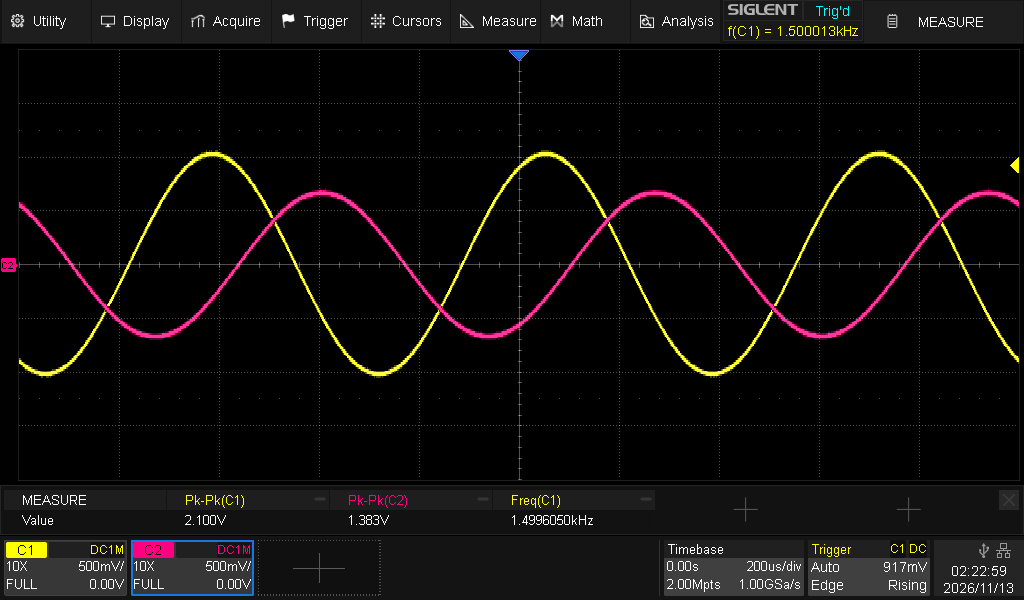 Utility Display Acquire Trigger Cursors Measure Math Analysis SIGLENT Trig'd MEASURE
f(C1) = 1.500013kHz
C2
MEASURE Pk-Pk(C1) Pk-Pk(C2) Freq(C1)
Value 2.100V 1.383V 1.4996050kHz
C1 DC1M C2 DC1M Timebase Trigger C1 DC
10X 500mV/ 10X 500mV/ 0.00s 200us/div Auto 917mV
FULL 0.00V FULL 0.00V 2.00Mpts 1.00GSa/s Edge Rising
02:22:59
2026/11/13